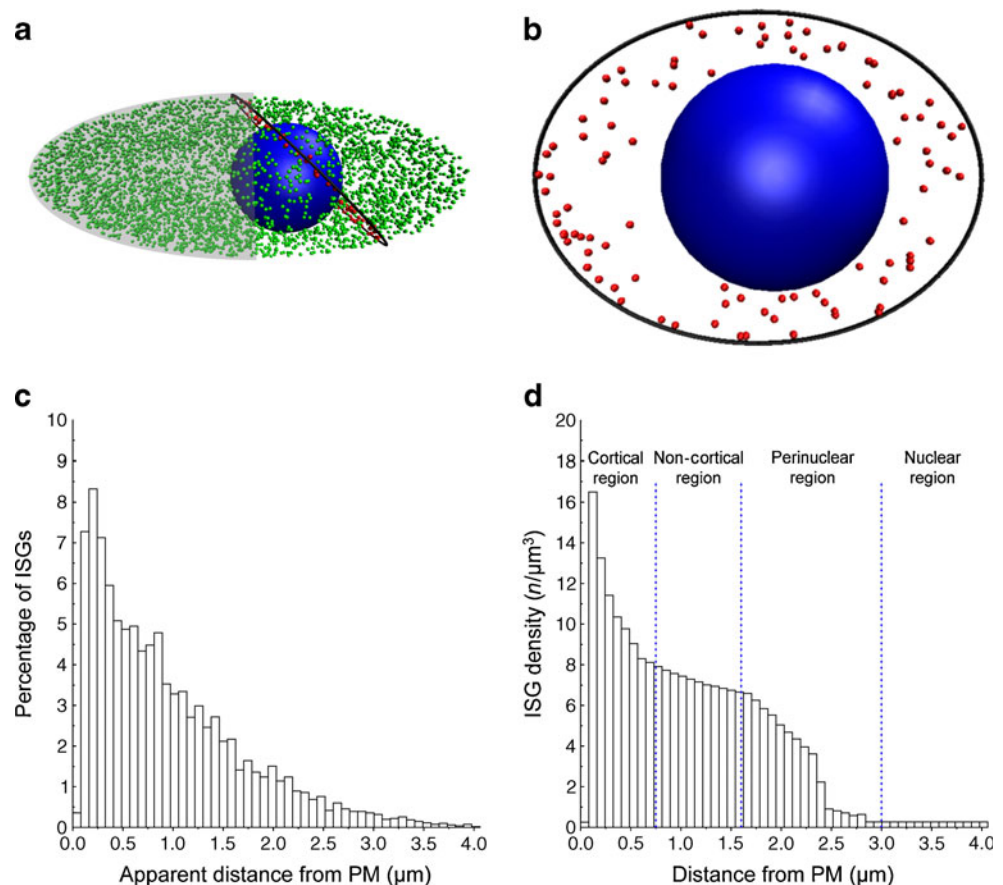 a
b
c
10
9
8
7
6
5
4
3
2
1
0
Percentage of ISGs
0.0 0.5 1.0 1.5 2.0 2.5 3.0 3.5 4.0
Apparent distance from PM (µm)
d
20
18
16
14
12
10
8
6
4
2
0
ISG density (n/µm³)
Cortical
region
Non-cortical
region
Perinuclear
region
Nuclear
region
0.0 0.5 1.0 1.5 2.0 2.5 3.0 3.5 4.0
Distance from PM (µm)